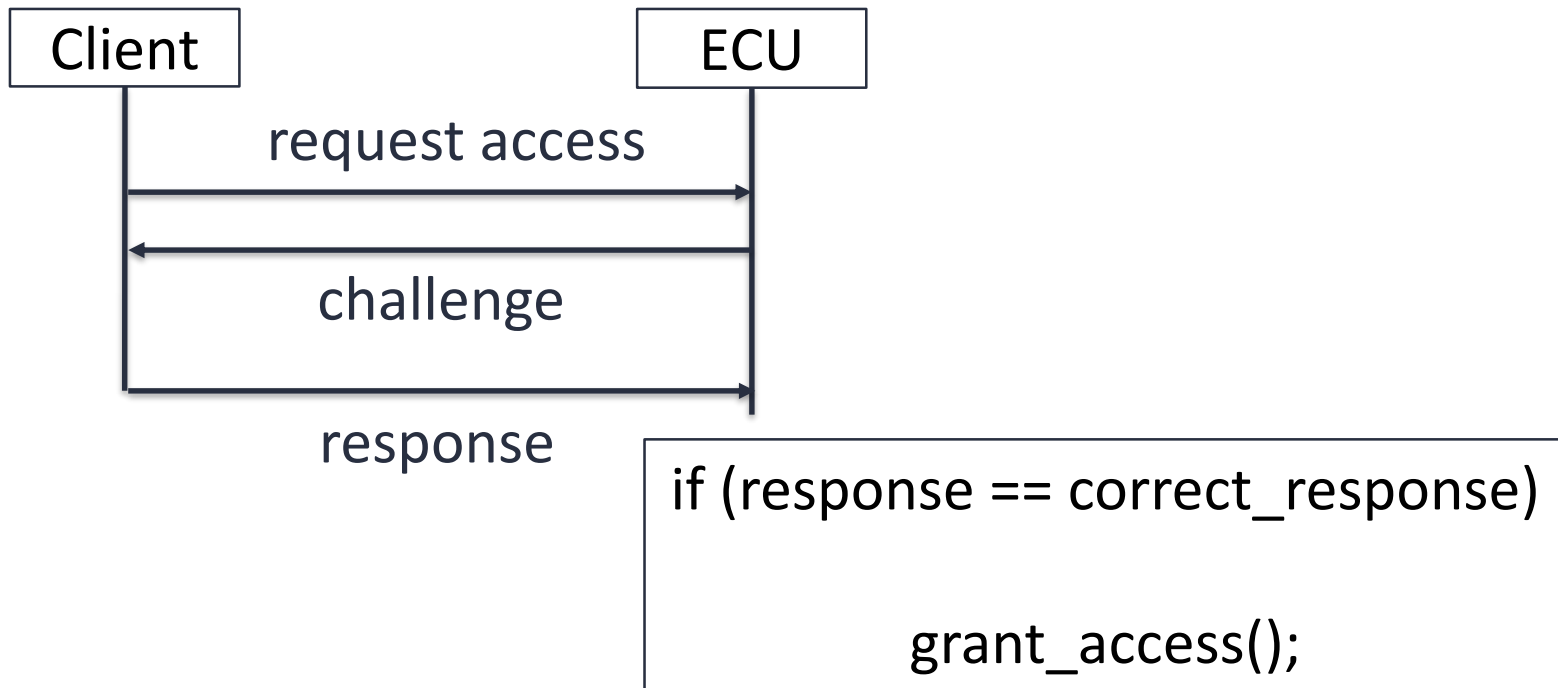 Client
ECU
request access
challenge
response
if (response == correct_response)
grant_access();